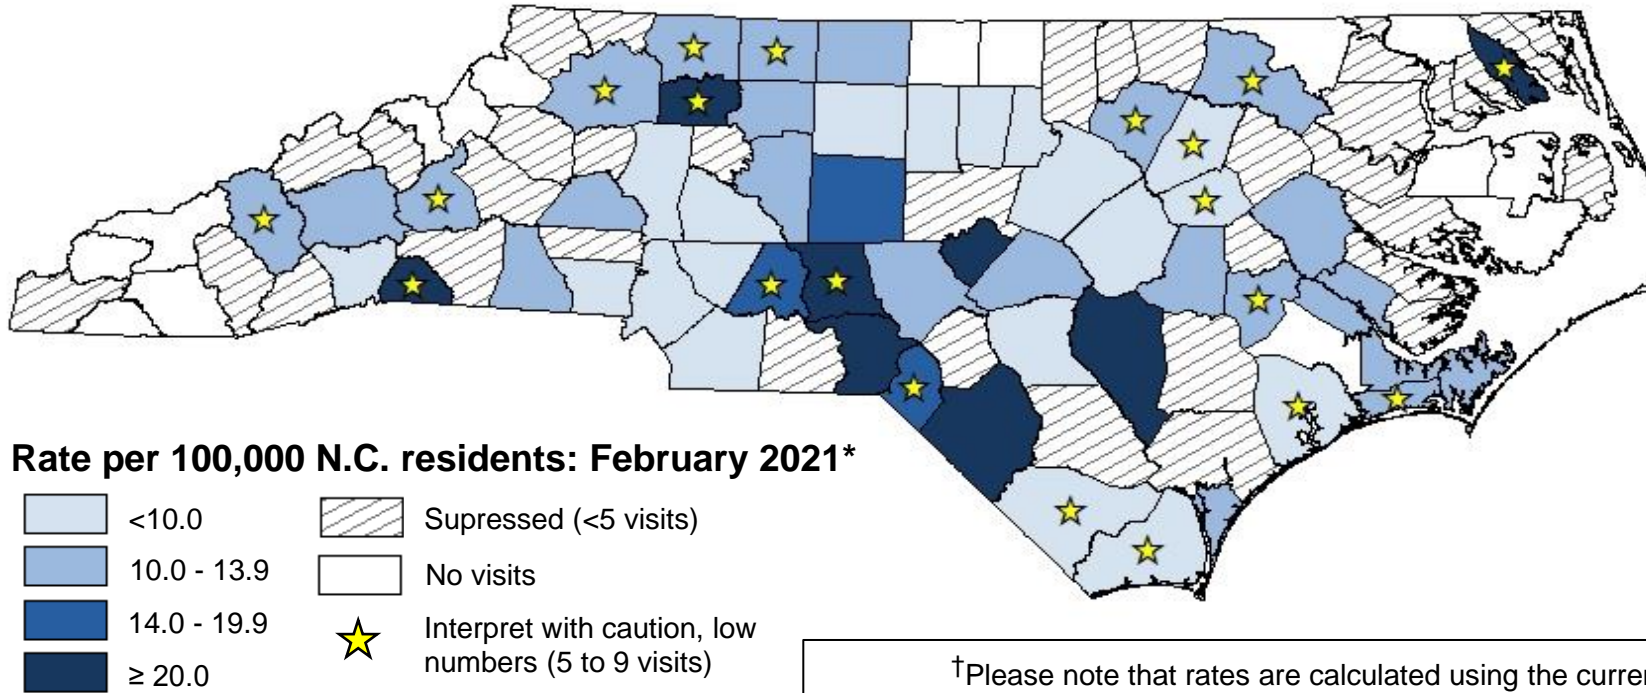 Rate per 100,000 N.C. residents: February 2021*
<10.0
10.0 - 13.9
14.0 - 19.9
≥ 20.0
Supressed (<5 visits)
No visits
Interpret with caution, low
numbers (5 to 9 visits)
†Please note that rates are calculated using the